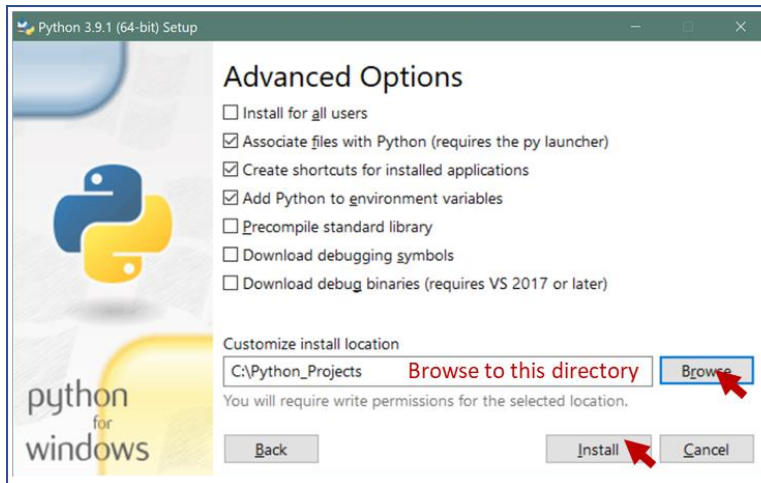 Python 3.9.1 (64-bit) Setup
Advanced Options
Install for all users
Associate files with Python (requires the py launcher)
Create shortcuts for installed applications
Add Python to environment variables
Precompile standard library
Download debugging symbols
Download debug binaries (requires VS 2017 or later)
Customize install location
C:\Python_Projects Browse to this directory Browse
You will require write permissions for the selected location.
python
for
windows
Back Install Cancel